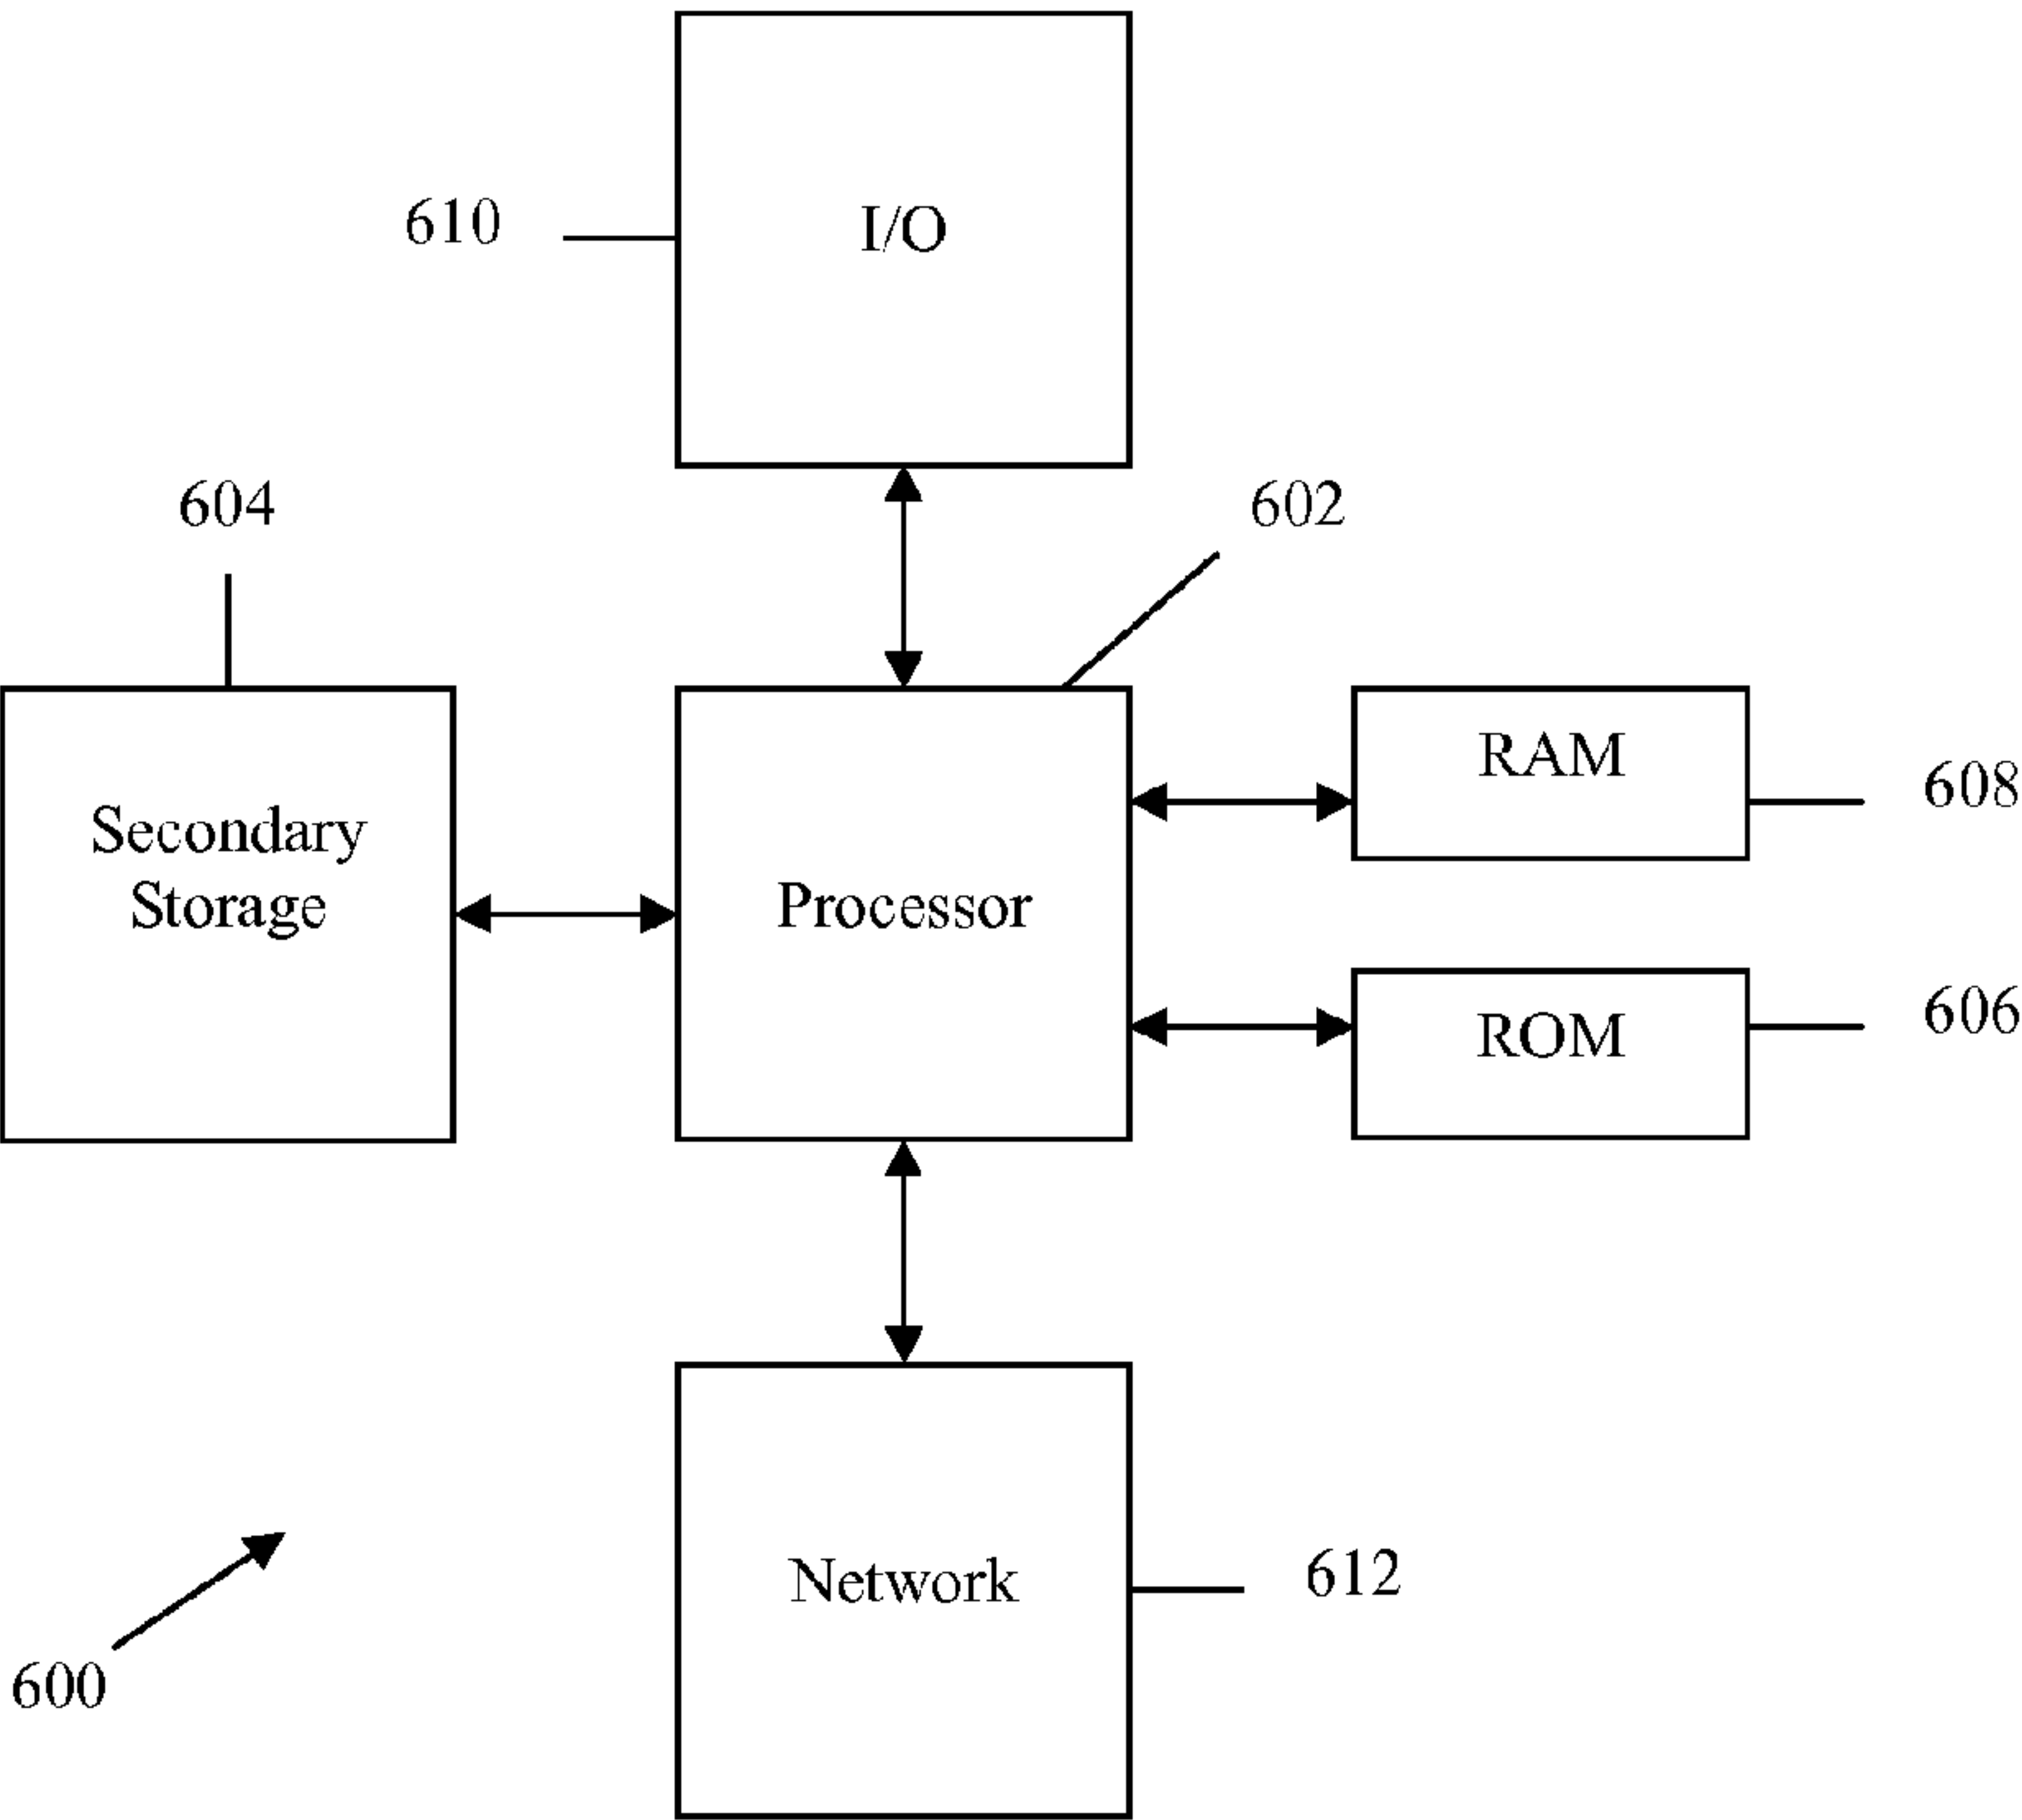 610
I/O
604
602
Secondary
Storage
Processor
RAM
608
ROM
606
Network
612
600